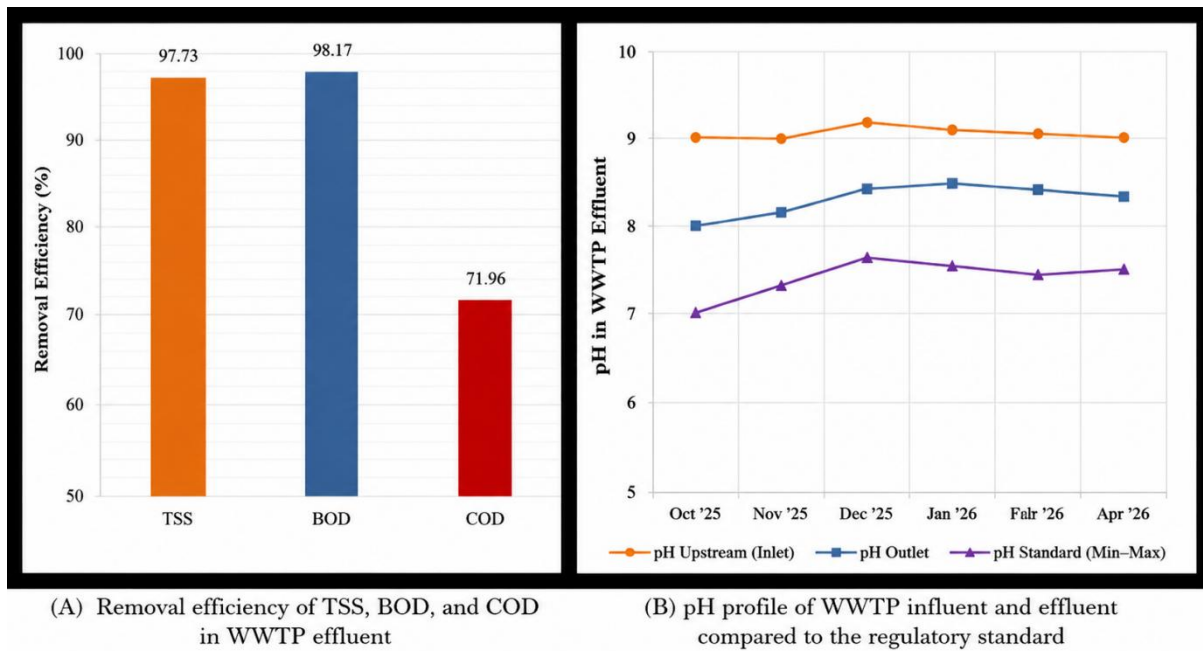 Removal Efficiency (%)
100
90
80
70
60
50
97.73
98.17
71.96
TSS
BOD
COD
(A) Removal efficiency of TSS, BOD, and COD
in WWTP effluent
pH in WWTP Effluent
10
9
8
7
6
5
Oct ’25
Nov ’25
Dec ’25
Jan ’26
Falr ’26
Apr ’26
pH Upstream (Inlet)
pH Outlet
pH Standard (Min–Max)
(B) pH profile of WWTP influent and effluent
compared to the regulatory standard